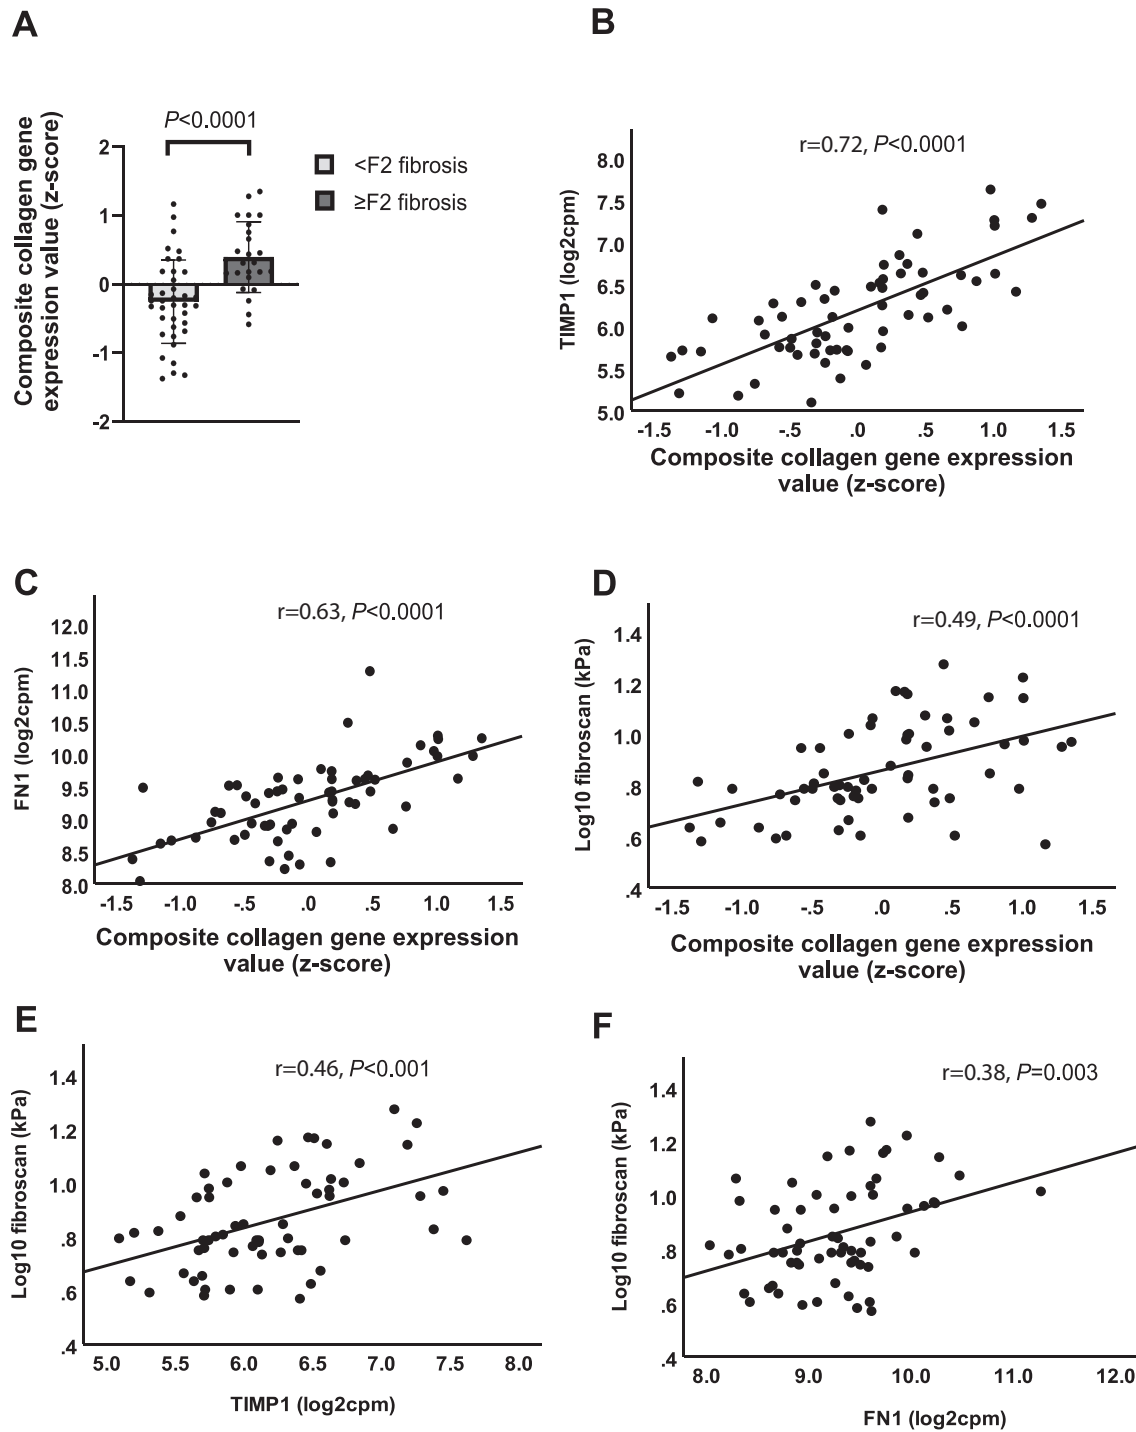 A
P<0.0001
Composite collagen gene
expression value (z-score)
2
1
0
-1
-2
<F2 fibrosis
≥F2 fibrosis
B
r=0.72, P<0.0001
TIMP1 (log2cpm)
8.0
7.5
7.0
6.5
6.0
5.5
5.0
-1.5 -1.0 -.5 .0 .5 1.0 1.5
Composite collagen gene expression
value (z-score)
C
r=0.63, P<0.0001
FN1 (log2cpm)
12.0
11.5
11.0
10.5
10.0
9.5
9.0
8.5
8.0
-1.5 -1.0 -.5 .0 .5 1.0 1.5
Composite collagen gene expression
value (z-score)
D
r=0.49, P<0.0001
Log10 fibroscan (kPa)
1.4
1.2
1.0
.8
.6
.4
-1.5 -1.0 -.5 .0 .5 1.0 1.5
Composite collagen gene expression
value (z-score)
E
r=0.46, P<0.001
Log10 fibroscan (kPa)
1.4
1.2
1.0
.8
.6
.4
5.0 5.5 6.0 6.5 7.0 7.5 8.0
TIMP1 (log2cpm)
F
r=0.38, P=0.003
Log10 fibroscan (kPa)
1.4
1.2
1.0
.8
.6
.4
8.0 9.0 10.0 11.0 12.0
FN1 (log2cpm)